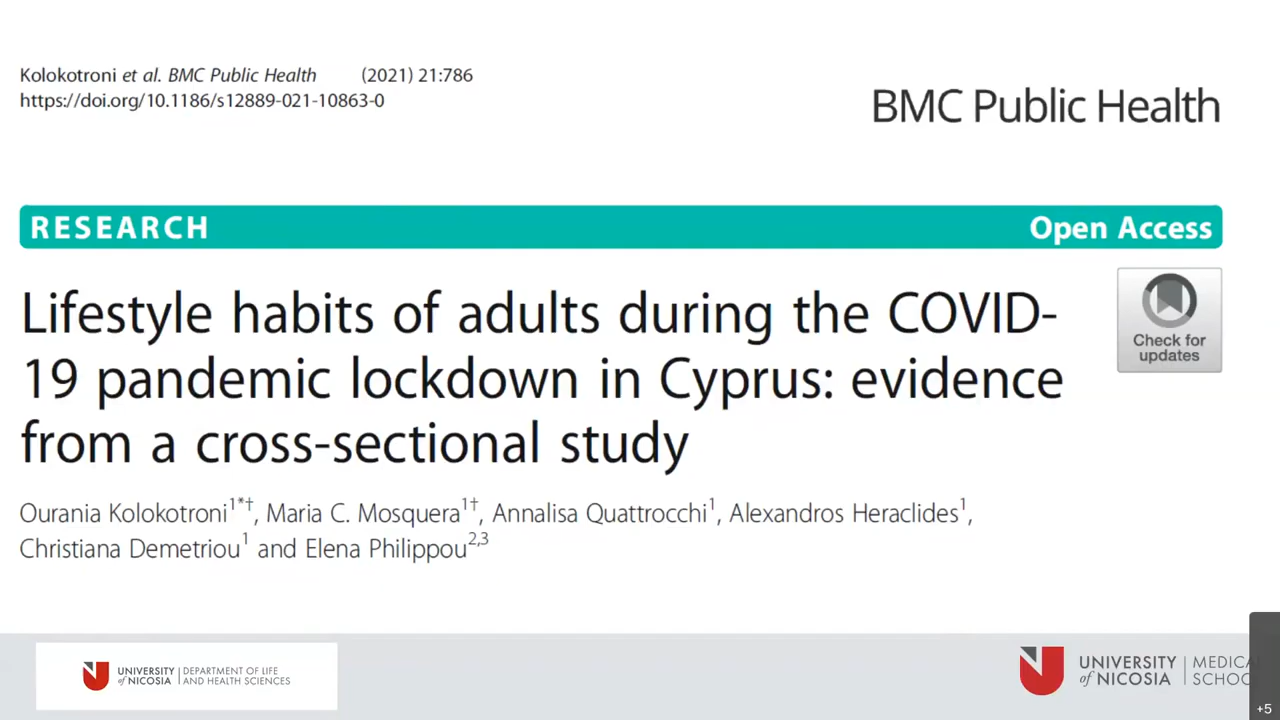 Kolokotroni et al. BMC Public Health (2021) 21:786
https://doi.org/10.1186/s12889-021-10863-0
BMC Public Health
RESEARCH Open Access
Lifestyle habits of adults during the COVID-
19 pandemic lockdown in Cyprus: evidence
from a cross-sectional study
Check for
updates
Ourania Kolokotroni1*†, Maria C. Mosquera1†, Annalisa Quattrocchi1, Alexandros Heraclides1,
Christiana Demetriou1 and Elena Philippou2,3
UNIVERSITY of NICOSIA | DEPARTMENT OF LIFE AND HEALTH SCIENCES
UNIVERSITY of NICOSIA | MEDICAL SCHOO
+5